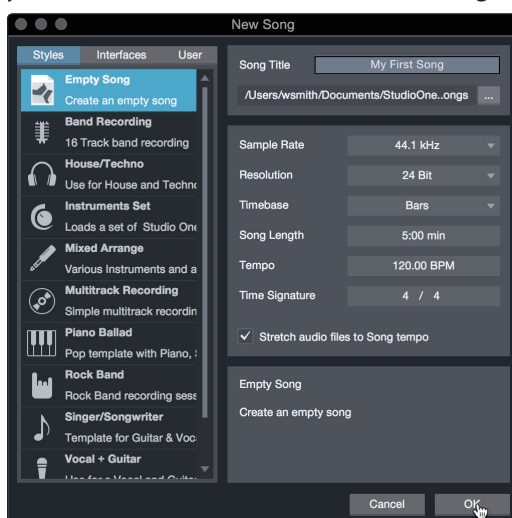 New Song
Styles Interfaces User
Empty Song
Create an empty song
Band Recording
16 Track band recording
House/Techno
Use for House and Techno
Instruments Set
Loads a set of Studio One
Mixed Arrange
Various Instruments and a
Multitrack Recording
Simple multitrack recordin
Piano Ballad
Pop template with Piano,
Rock Band
Rock Band recording sess
Singer/Songwriter
Template for Guitar & Voc
Vocal + Guitar
Song Title My First Song
/Users/wsmith/Documents/StudioOne..ongs ...
Sample Rate 44.1 kHz
Resolution 24 Bit
Timebase Bars
Song Length 5:00 min
Tempo 120.00 BPM
Time Signature 4 / 4
Stretch audio files to Song tempo
Empty Song
Create an empty song
Cancel OK